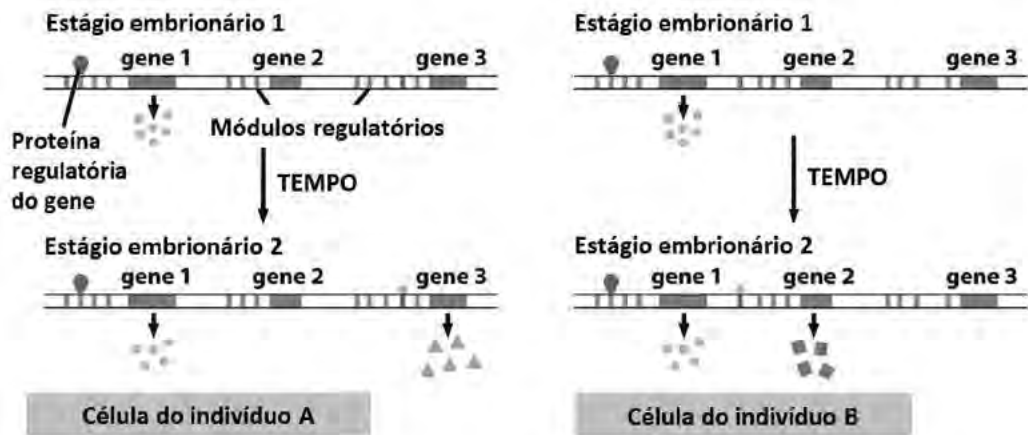 Estágio embrionário 1
gene 1 gene 2 gene 3
Proteína
regulatória
do gene
Módulos regulatórios
TEMPO
Estágio embrionário 2
gene 1 gene 2 gene 3
Célula do indivíduo A
Estágio embrionário 1
gene 1 gene 2 gene 3
TEMPO
Estágio embrionário 2
gene 1 gene 2 gene 3
Célula do indivíduo B